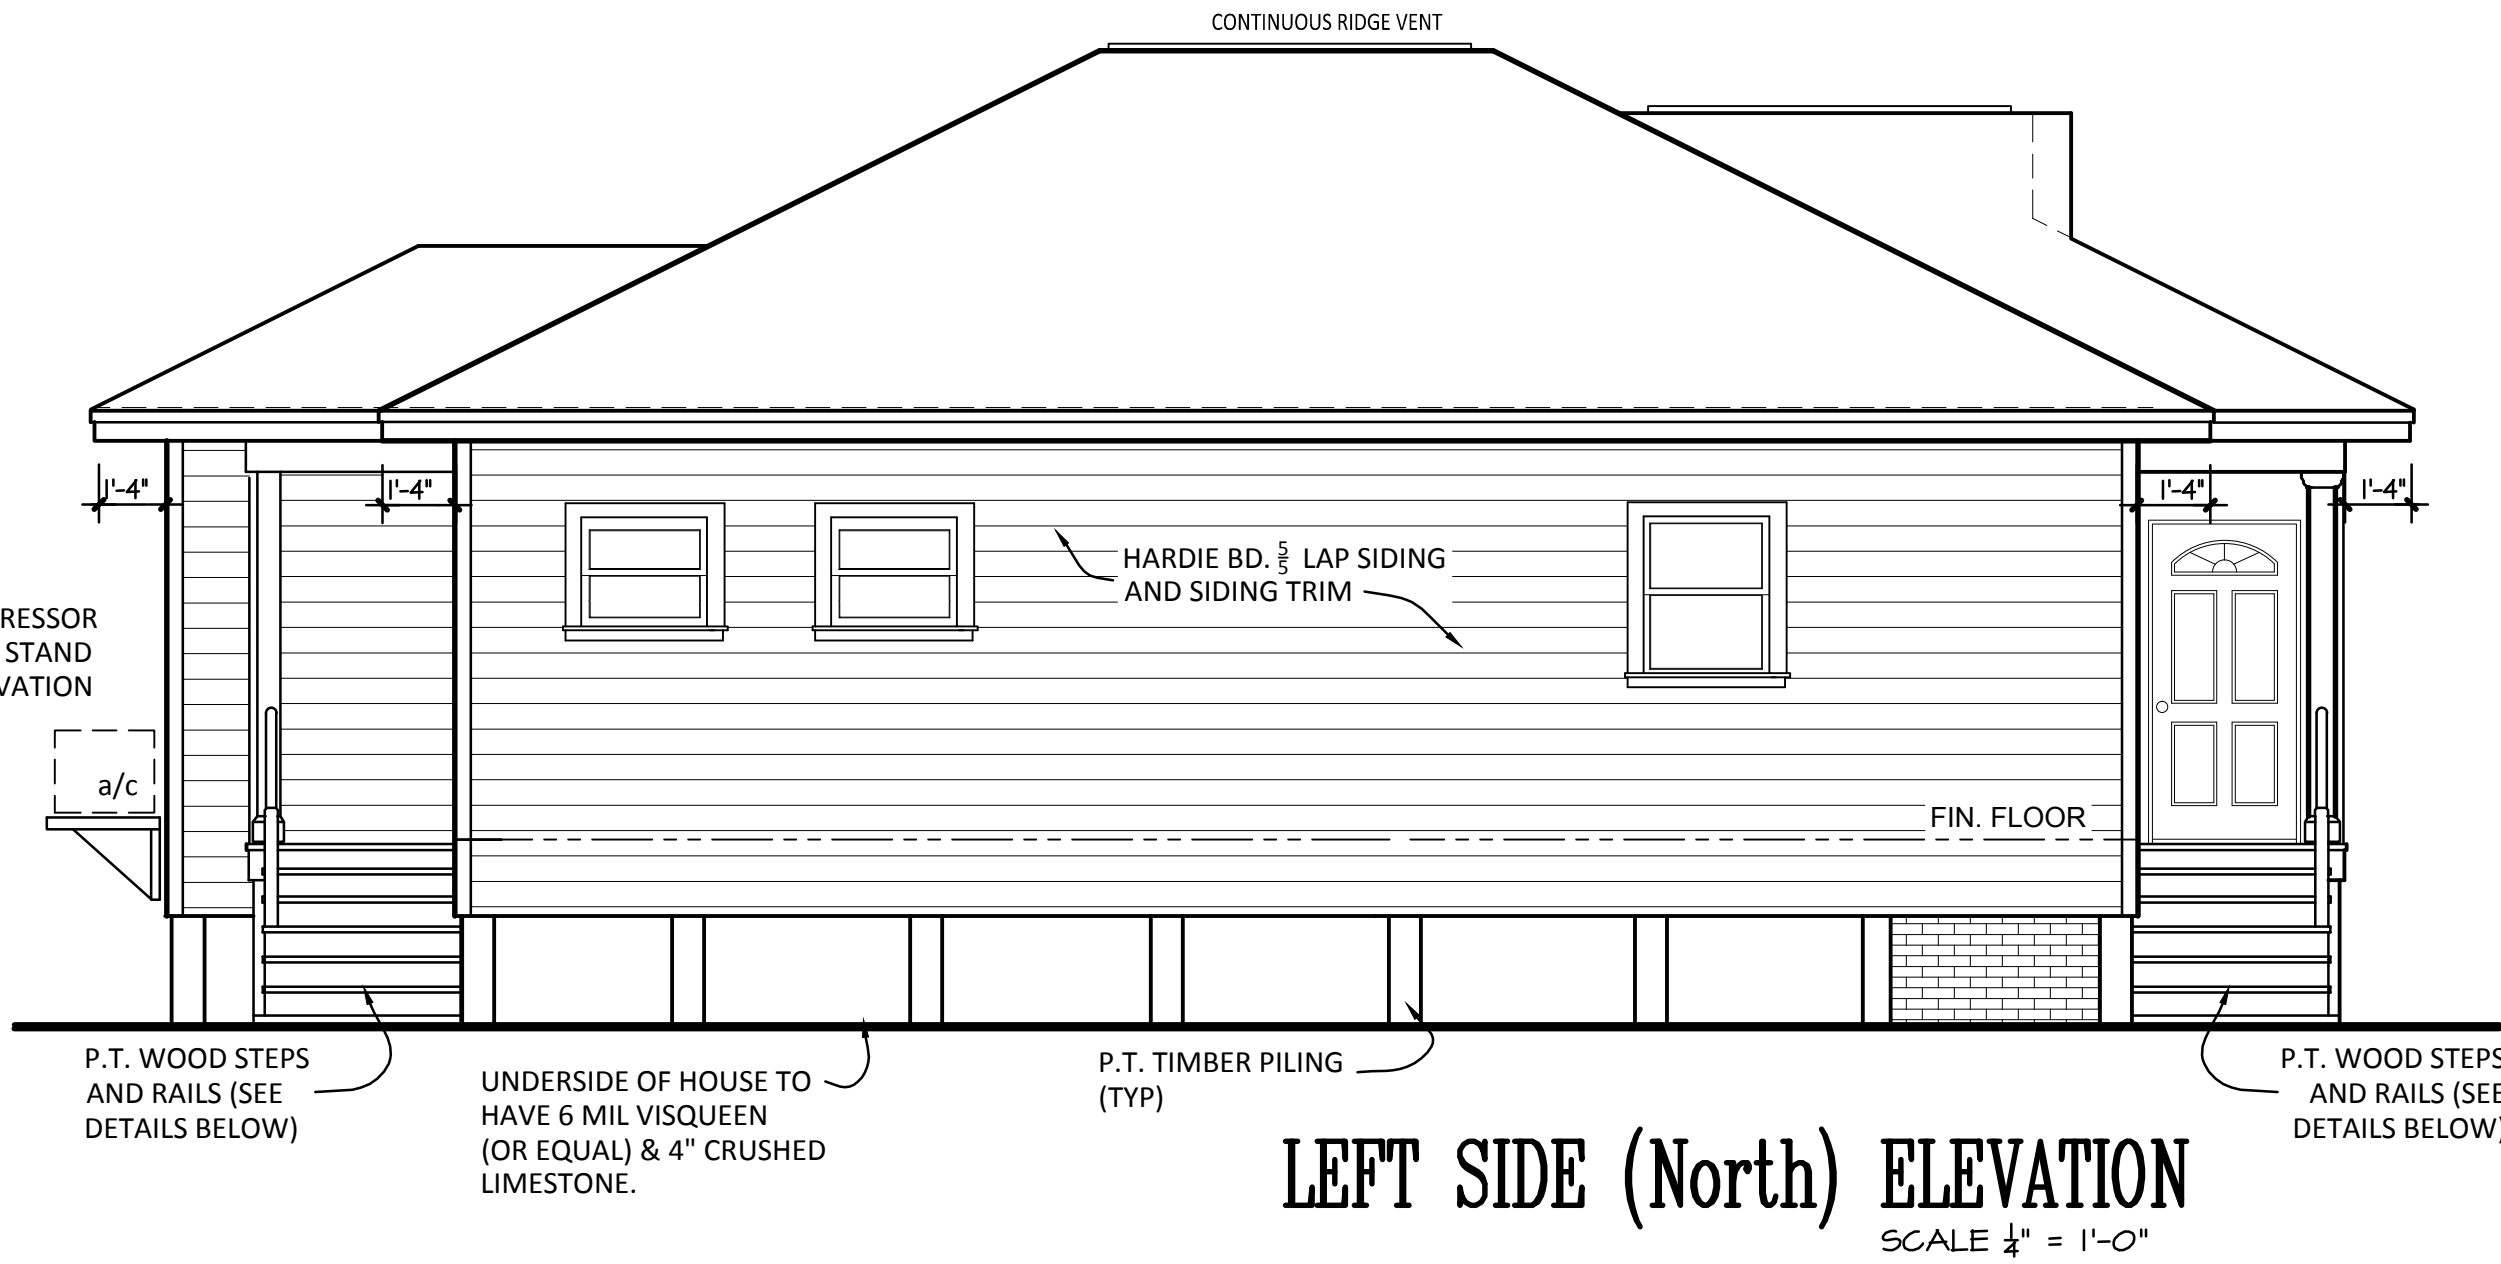 CONTINUOUS RIDGE VENT
1'-4"
1'-4"
1'-4"
1'-4"
HARDIE BD. 5/5 LAP SIDING
AND SIDING TRIM
RESSOR
STAND
VATION
a/c
FIN. FLOOR
P.T. WOOD STEPS
AND RAILS (SEE
DETAILS BELOW)
UNDERSIDE OF HOUSE TO
HAVE 6 MIL VISQUEEN
(OR EQUAL) & 4" CRUSHED
LIMESTONE.
P.T. TIMBER PILING
(TYP)
P.T. WOOD STEPS
AND RAILS (SEE
DETAILS BELOW)
LEFT SIDE (North) ELEVATION
SCALE 1/4" = 1'-0"